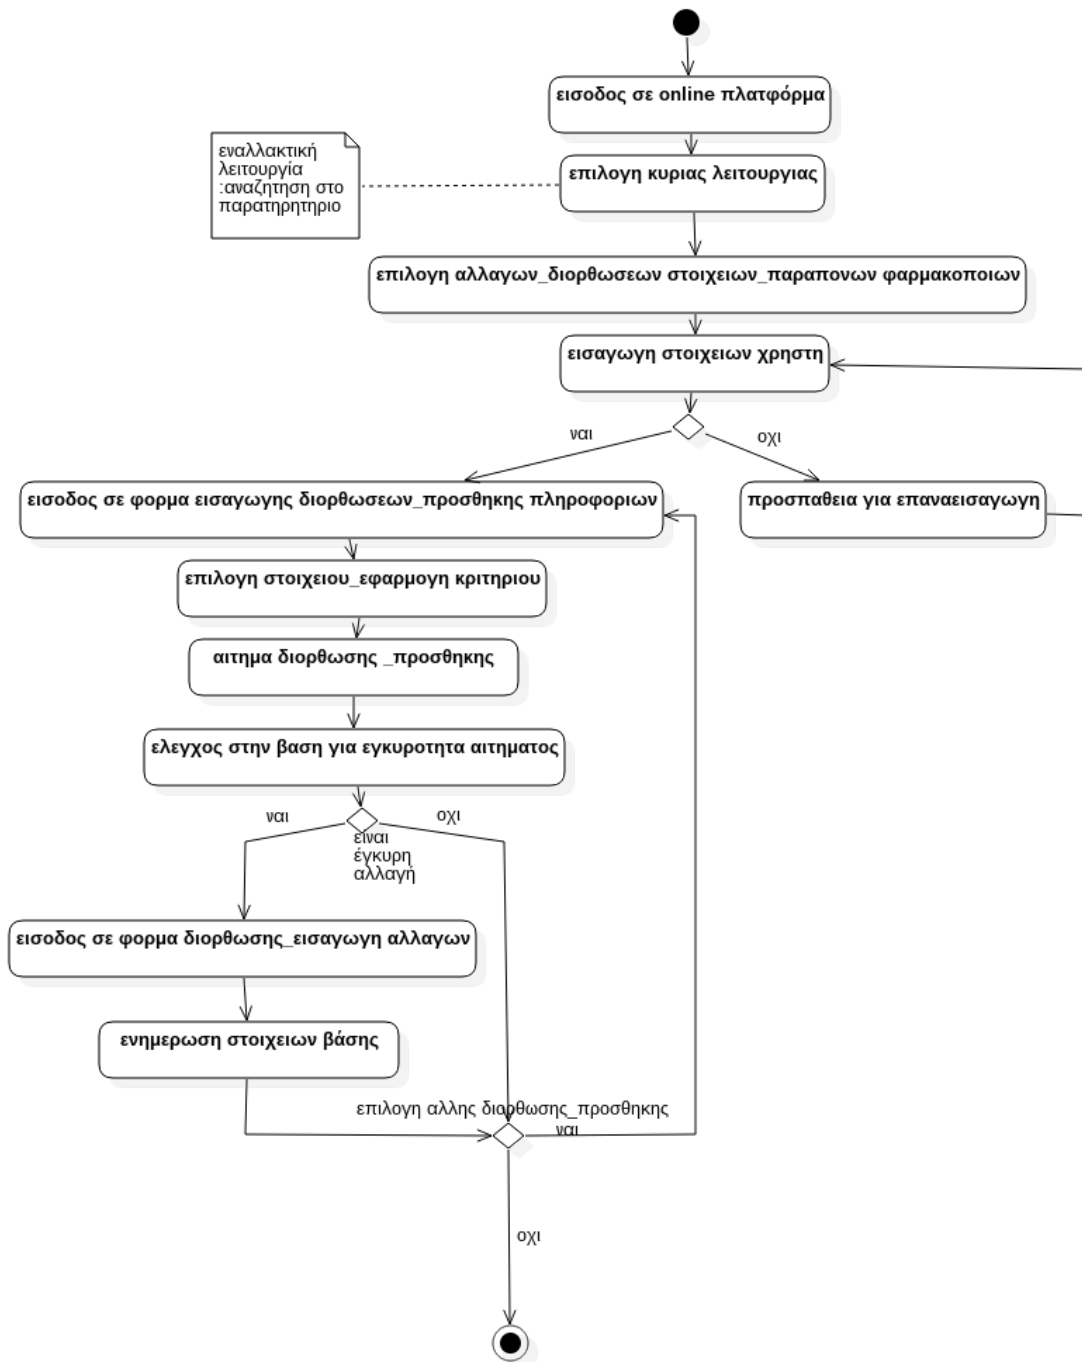 εισοδος σε online πλατφόρμα
εναλλακτική
λειτουργία
:αναζητηση στο
παρατηρητηριο
επιλογη κυριας λειτουργιας
επιλογη αλλαγων_διορθωσεων στοιχειων_παραπονων φαρμακοποιων
εισαγωγη στοιχειων χρηστη
ναι
οχι
εισοδος σε φορμα εισαγωγης διορθωσεων_προσθηκης πληροφοριων
προσπαθεια για επαναεισαγωγη
επιλογη στοιχειου_εφαρμογη κριτηριου
αιτημα διορθωσης _προσθηκης
ελεγχος στην βαση για εγκυροτητα αιτηματος
ναι
οχι
είναι
έγκυρη
αλλαγή
εισοδος σε φορμα διορθωσης_εισαγωγη αλλαγων
ενημερωση στοιχειων βάσης
επιλογη αλλης διορθωσης_προσθηκης
ναι
οχι